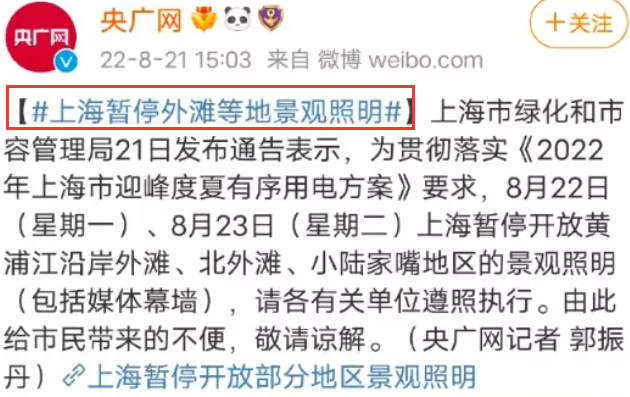 央广网
央广网
+关注
22-8-21 15:03 来自 微博 weibo.com
【#上海暂停外滩等地景观照明#】上海市绿化和市
容管理局21日发布通告表示，为贯彻落实《2022
年上海市迎峰度夏有序用电方案》要求，8月22日
（星期一）、8月23日（星期二）上海暂停开放黄
浦江沿岸外滩、北外滩、小陆家嘴地区的景观照明
（包括媒体幕墙），请各有关单位遵照执行。由此
给市民带来的不便，敬请谅解。（央广网记者 郭振
丹）上海暂停开放部分地区景观照明